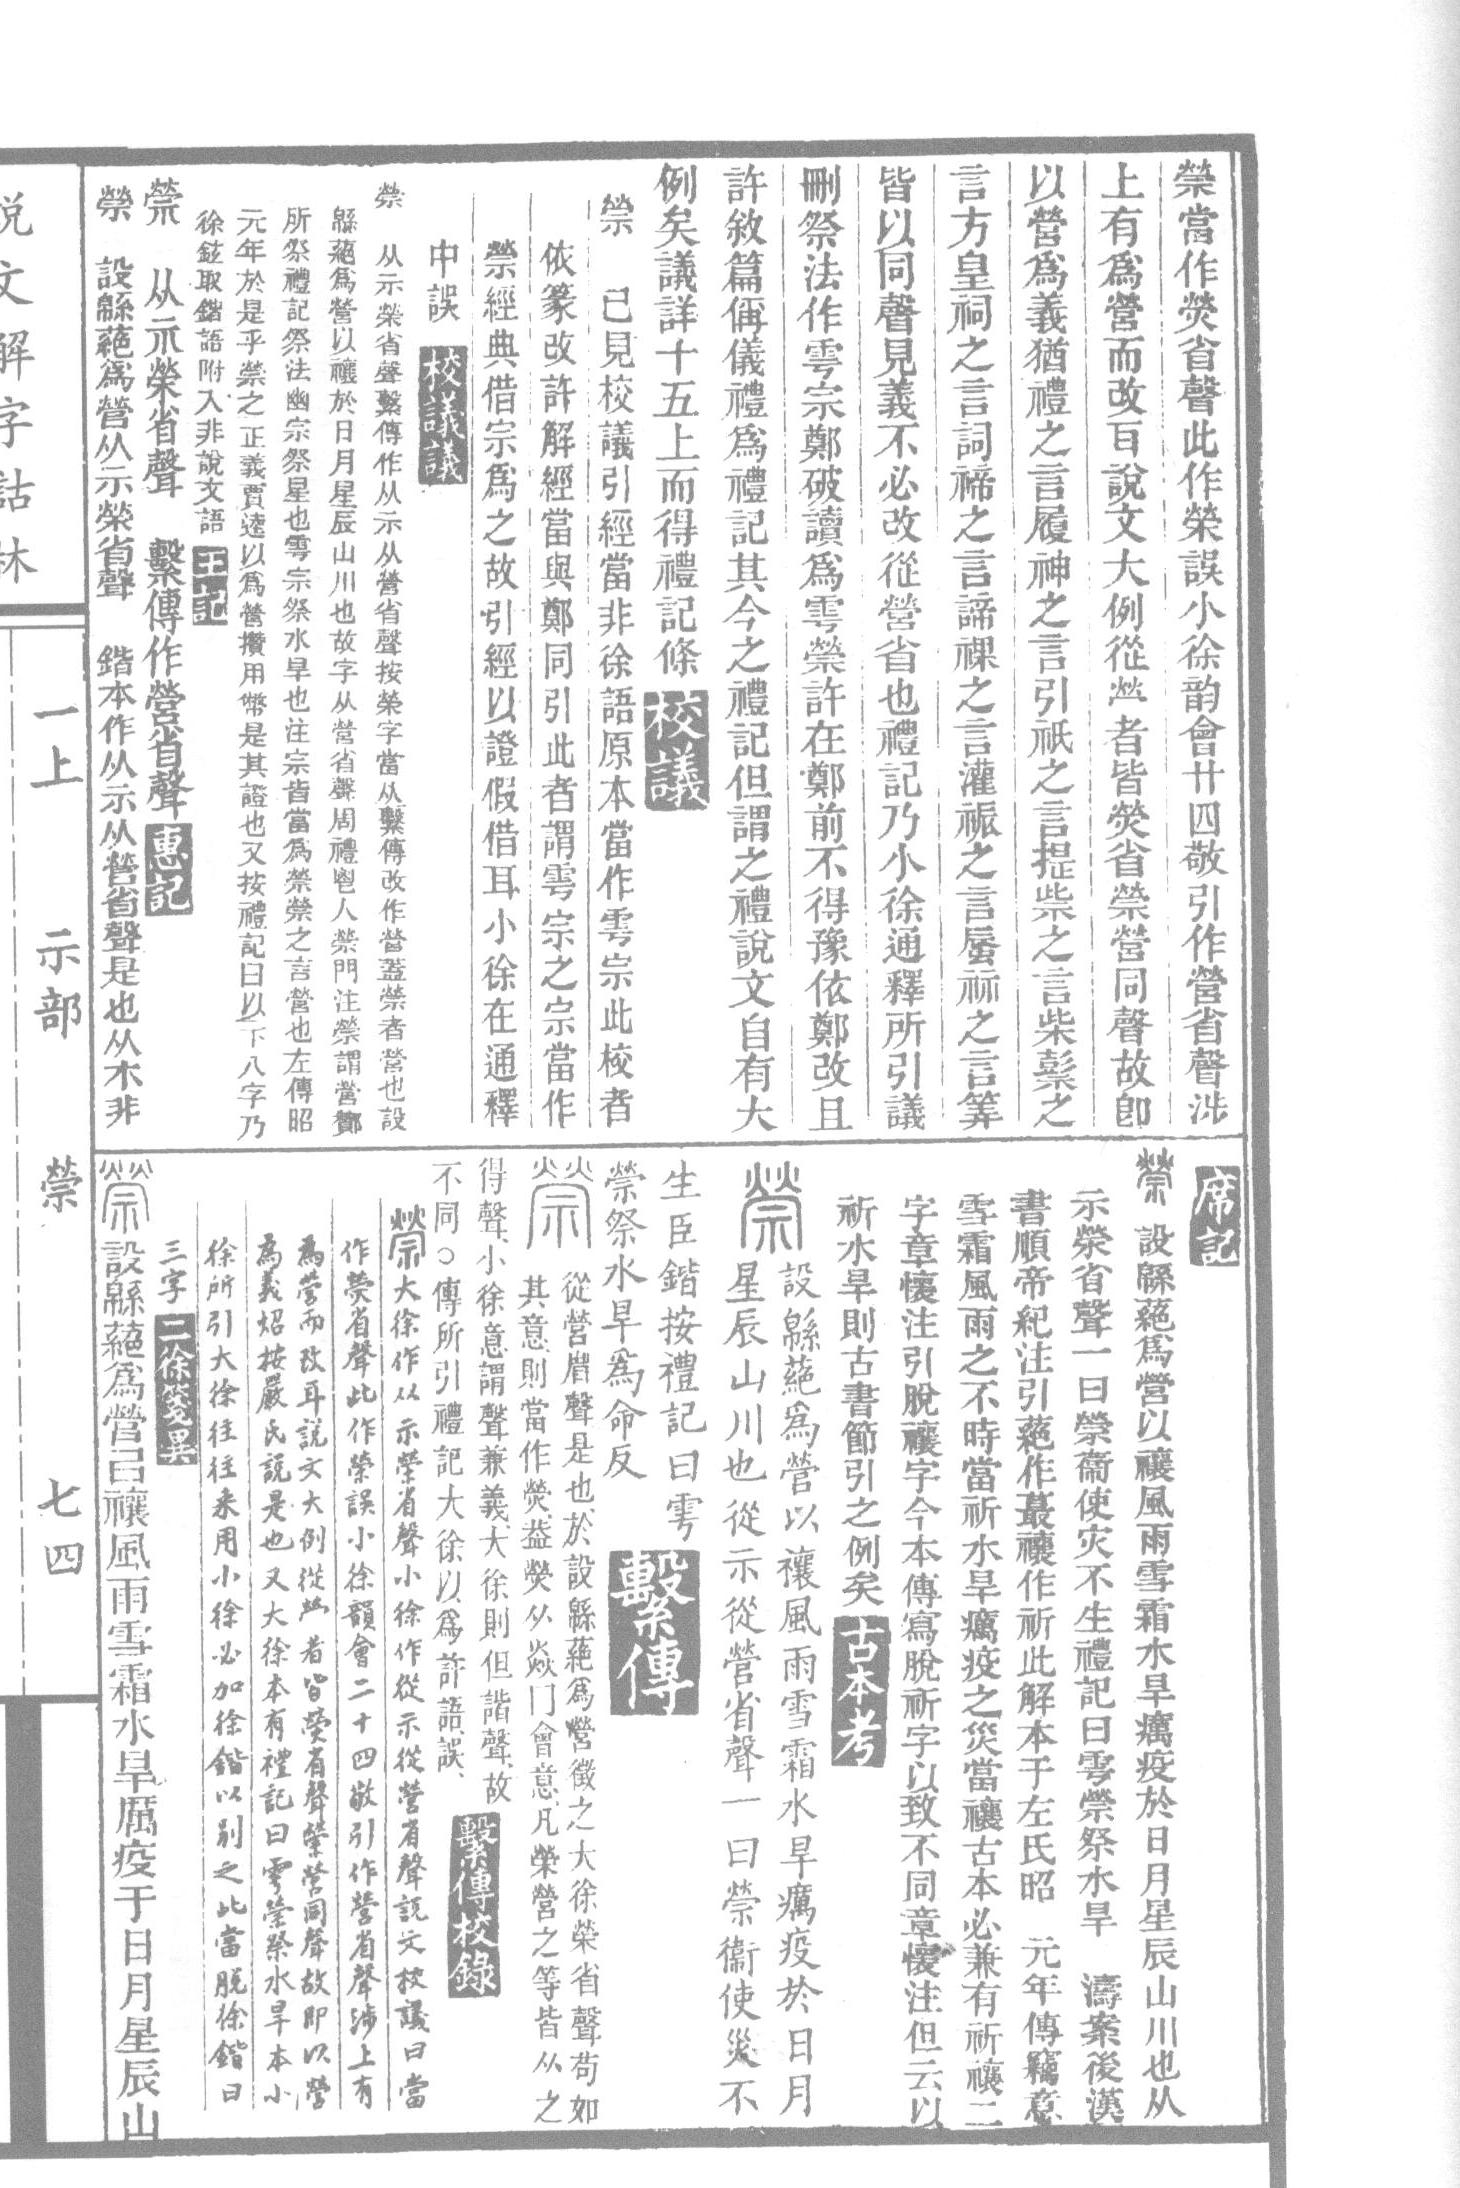 禜當作熒省聲此作榮誤小徐韵會廿四敬引作營省聲涉
上有爲營而改百說文大例從𤇾者皆熒省禜營同聲故卽
以營爲義猶禮之言履神之言引祇之言提柴之言柴祟之
言方皇祠之言詞禘之言諦祼之言灌祳之言蜃祘之言筭
皆以同聲見義不必改從營省也禮記乃小徐通釋所引議
刪祭法作雩宗鄭破讀爲雩禜許在鄭前不得豫依鄭改且
許敘篇偁儀禮爲禮記其今之禮記但謂之禮說文自有大
例矣議詳十五上而得禮記條 校議
禜 已見校議引經當非徐語原本當作雩宗此校者
依篆改許解經當與鄭同引此者謂雩宗之宗當作
禜經典借宗爲之故引經以證假借耳小徐在通釋
中誤 校議議
禜 从示榮省聲繫傳作从示从營省聲按榮字當从繫傳改作營蓋禜者營也設
緜蕝爲營以禳於日月星辰山川也故字从營省聲周禮鬯人禜門注禜謂營酇
所祭禮記祭法幽宗祭星也雩宗祭水旱也注宗皆當爲禜禜之言營也左傳昭
元年於是乎禜之正義賈逵以爲營攢用幣是其證也又按禮記曰以下八字乃
徐鉉取鍇語附入非說文語 王記
禜 从示榮省聲 繫傳作營省聲 惠記
禜 設緜蕝爲營从示榮省聲 鍇本作从示从營省聲是也从木非
席記
禜 設緜蕝爲營以禳風雨雪霜水旱癘疫於日月星辰山川也从
示榮省聲一曰禜衞使灾不生禮記曰雩禜祭水旱 濤案後漢
書順帝紀注引蕝作蕞禳作祈此解本于左氏昭 元年傳竊意
雪霜風雨之不時當祈水旱癘疫之災當禳古本必兼有祈禳二
字章懷注引脫禳字今本傳寫脫祈字以致不同章懷注但云以
祈水旱則古書節引之例矣 古本考
禜 設緜蕝爲營以禳風雨雪霜水旱癘疫於日月
星辰山川也從示從營省聲一曰禜衞使災不
生臣鍇按禮記曰雩
禜祭水旱爲命反 繫傳
禜 從營省聲是也於設緜蕝爲營徵之大徐榮省聲苟如
其意則當作熒蓋熒从焱冂會意凡榮營之等皆从之
得聲小徐意謂聲兼義大徐則但諧聲故
不同傳所引禮記大徐以爲許語誤 繫傳校錄
禜 大徐作从示榮省聲小徐作從示從營省聲說文校議曰當
作熒省聲此作榮誤小徐韻會二十四敬引作營省聲涉上有
爲營而改耳說文大例從𤇾者皆熒省聲禜營同聲故卽以營
爲義炤按嚴氏說是也又大徐本有禮記曰雩禜祭水旱本小
徐所引大徐往往采用小徐必加徐鍇以別之此當脫徐鍇曰
三字 二徐箋異
禜 設緜蕝爲營㠯禳風雨雪霜水旱厲疫于日月星辰山
說文解字詁林
一上 示部 禜 七四